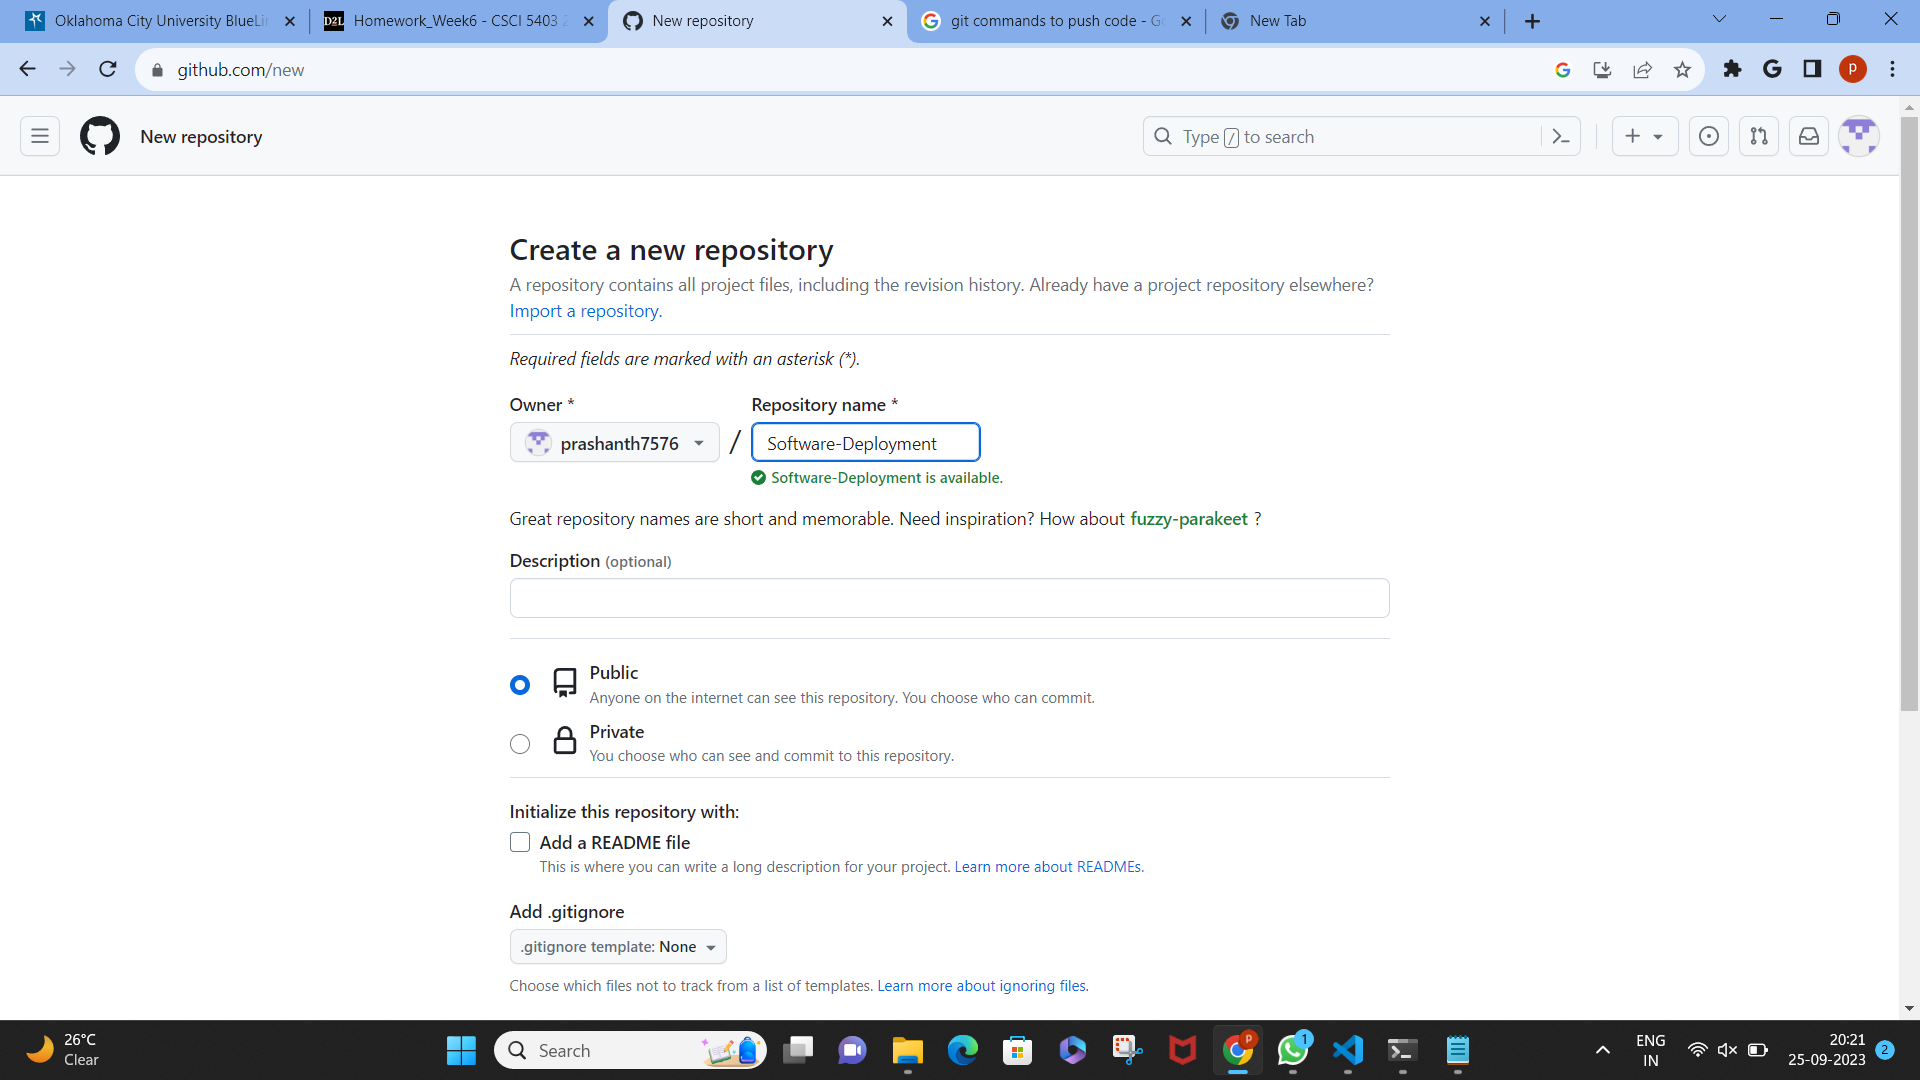 Oklahoma City University BlueLin
D2L Homework_Week6 - CSCI 5403 2
New repository
git commands to push code - Go
New Tab
github.com/new
P
New repository
Type / to search
Create a new repository
A repository contains all project files, including the revision history. Already have a project repository elsewhere?
Import a repository.
Required fields are marked with an asterisk (*).
Owner *
Repository name *
prashanth7576
/
Software-Deployment
Software-Deployment is available.
Great repository names are short and memorable. Need inspiration? How about fuzzy-parakeet ?
Description (optional)
Public
Anyone on the internet can see this repository. You choose who can commit.
Private
You choose who can see and commit to this repository.
Initialize this repository with:
Add a README file
This is where you can write a long description for your project. Learn more about READMEs.
Add .gitignore
.gitignore template: None
Choose which files not to track from a list of templates. Learn more about ignoring files.
26°C
Clear
Search
P
1
ENG
IN
20:21
25-09-2023
2